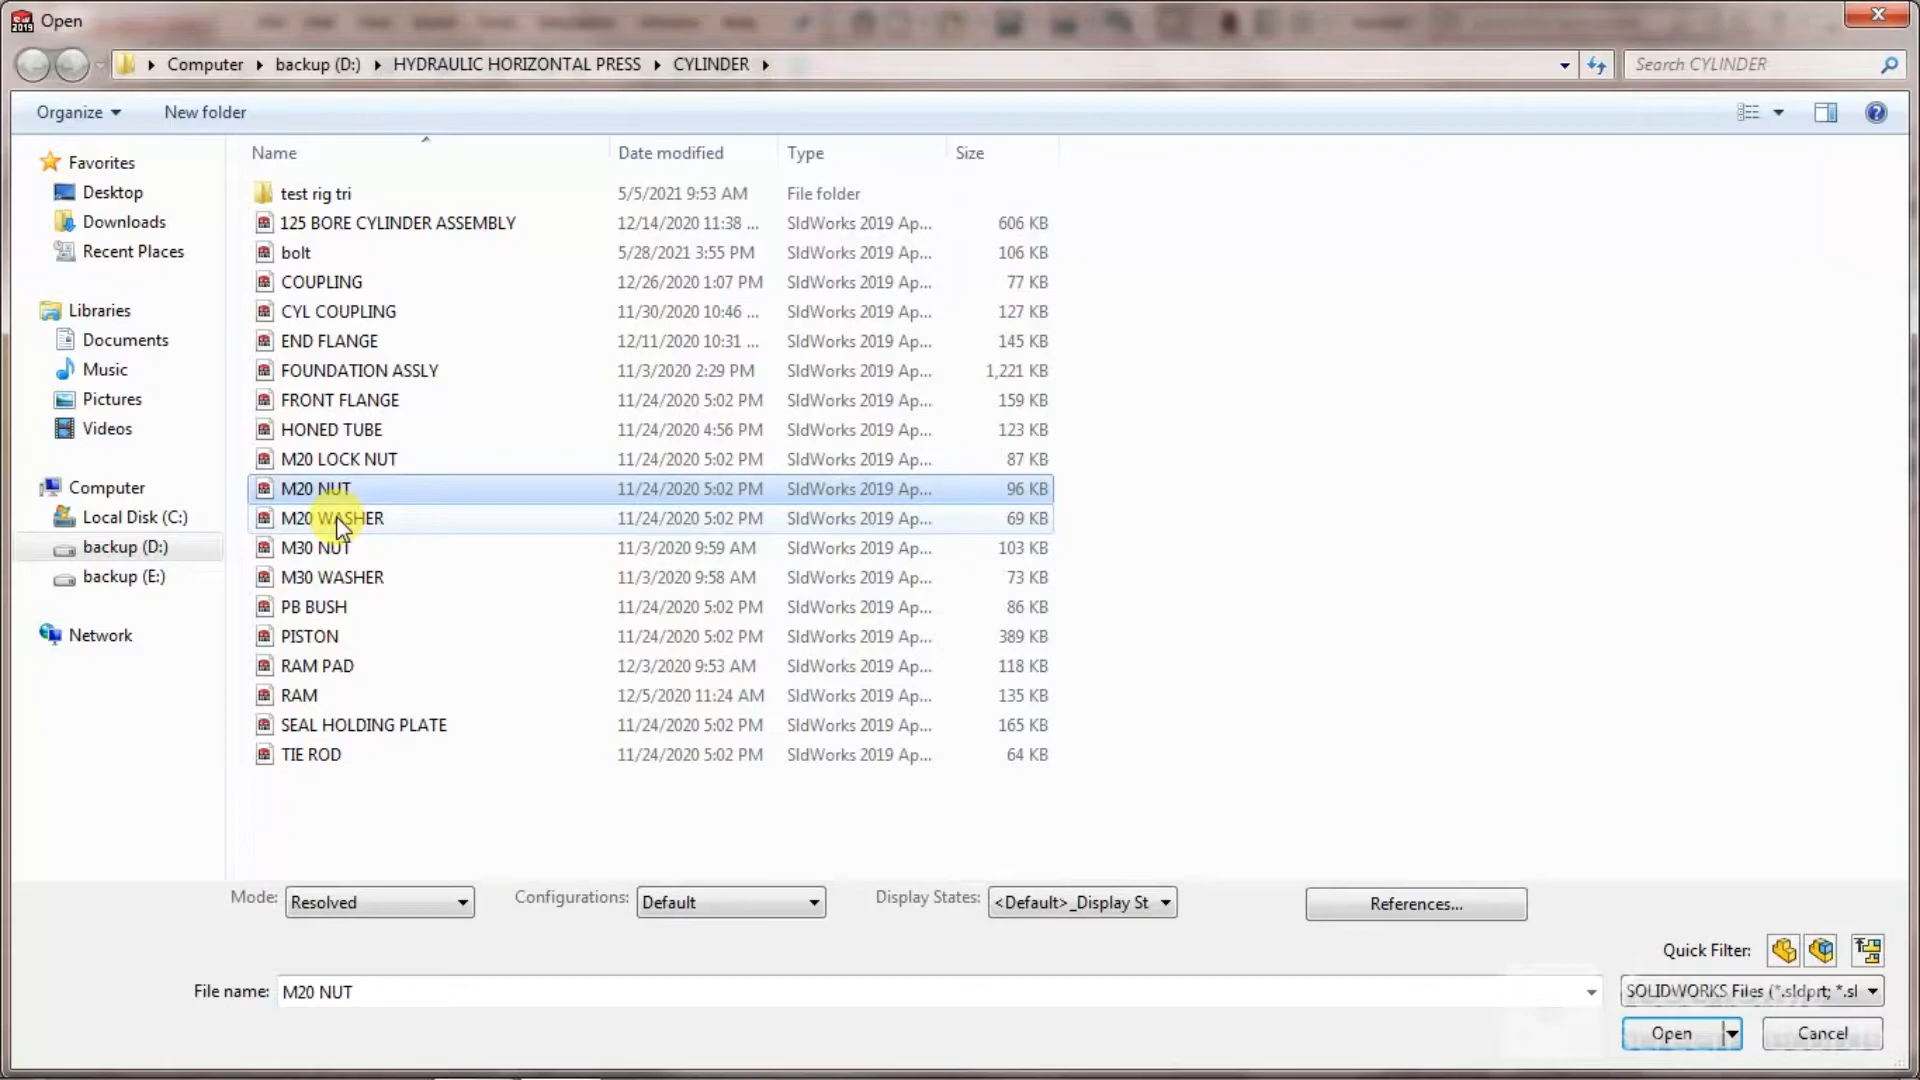 Open
Computer ▸ backup (D:) ▸ HYDRAULIC HORIZONTAL PRESS ▸ CYLINDER ▸
Search CYLINDER
Organize New folder
Name Date modified Type Size
Favorites
Desktop
Downloads
Recent Places
Libraries
Documents
Music
Pictures
Videos
Computer
Local Disk (C:)
backup (D:)
backup (E:)
Network
test rig tri 5/5/2021 9:53 AM File folder
125 BORE CYLINDER ASSEMBLY 12/14/2020 11:38 ... SldWorks 2019 Ap... 606 KB
bolt 5/28/2021 3:55 PM SldWorks 2019 Ap... 106 KB
COUPLING 12/26/2020 1:07 PM SldWorks 2019 Ap... 77 KB
CYL COUPLING 11/30/2020 10:46 ... SldWorks 2019 Ap... 127 KB
END FLANGE 12/11/2020 10:31 ... SldWorks 2019 Ap... 145 KB
FOUNDATION ASSLY 11/3/2020 2:29 PM SldWorks 2019 Ap... 1,221 KB
FRONT FLANGE 11/24/2020 5:02 PM SldWorks 2019 Ap... 159 KB
HONED TUBE 11/24/2020 4:56 PM SldWorks 2019 Ap... 123 KB
M20 LOCK NUT 11/24/2020 5:02 PM SldWorks 2019 Ap... 87 KB
M20 NUT 11/24/2020 5:02 PM SldWorks 2019 Ap... 96 KB
M20 WASHER 11/24/2020 5:02 PM SldWorks 2019 Ap... 69 KB
M30 NUT 11/3/2020 9:59 AM SldWorks 2019 Ap... 103 KB
M30 WASHER 11/3/2020 9:58 AM SldWorks 2019 Ap... 73 KB
PB BUSH 11/24/2020 5:02 PM SldWorks 2019 Ap... 86 KB
PISTON 11/24/2020 5:02 PM SldWorks 2019 Ap... 389 KB
RAM PAD 12/3/2020 9:53 AM SldWorks 2019 Ap... 118 KB
RAM 12/5/2020 11:24 AM SldWorks 2019 Ap... 135 KB
SEAL HOLDING PLATE 11/24/2020 5:02 PM SldWorks 2019 Ap... 165 KB
TIE ROD 11/24/2020 5:02 PM SldWorks 2019 Ap... 64 KB
Mode: Resolved Configurations: Default Display States: <Default>_Display St References...
Quick Filter:
File name: M20 NUT SOLIDWORKS Files (*.sldprt; *.sl
Open Cancel